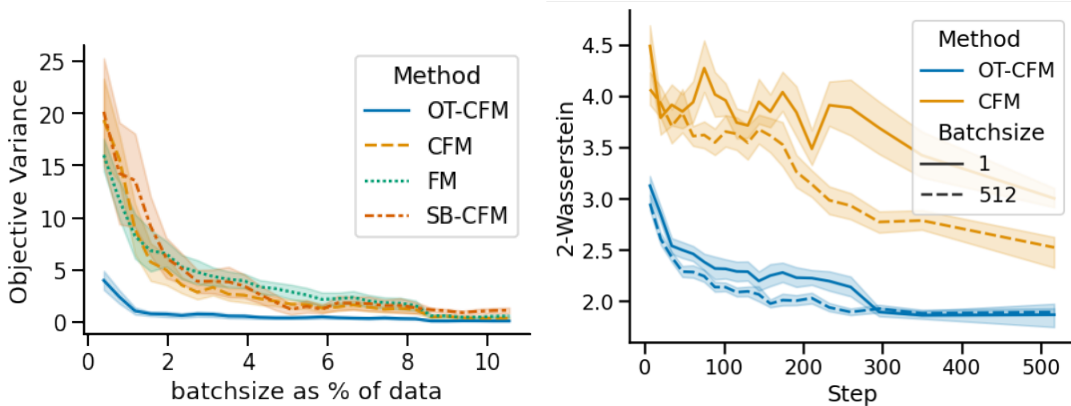 25
20
15
10
5
0
Objective Variance
0
2
4
6
8
10
batchsize as % of data
Method
OT-CFM
CFM
FM
SB-CFM
4.5
4.0
3.5
3.0
2.5
2.0
2-Wasserstein
0
100
200
300
400
500
Step
Method
OT-CFM
CFM
Batchsize
1
512